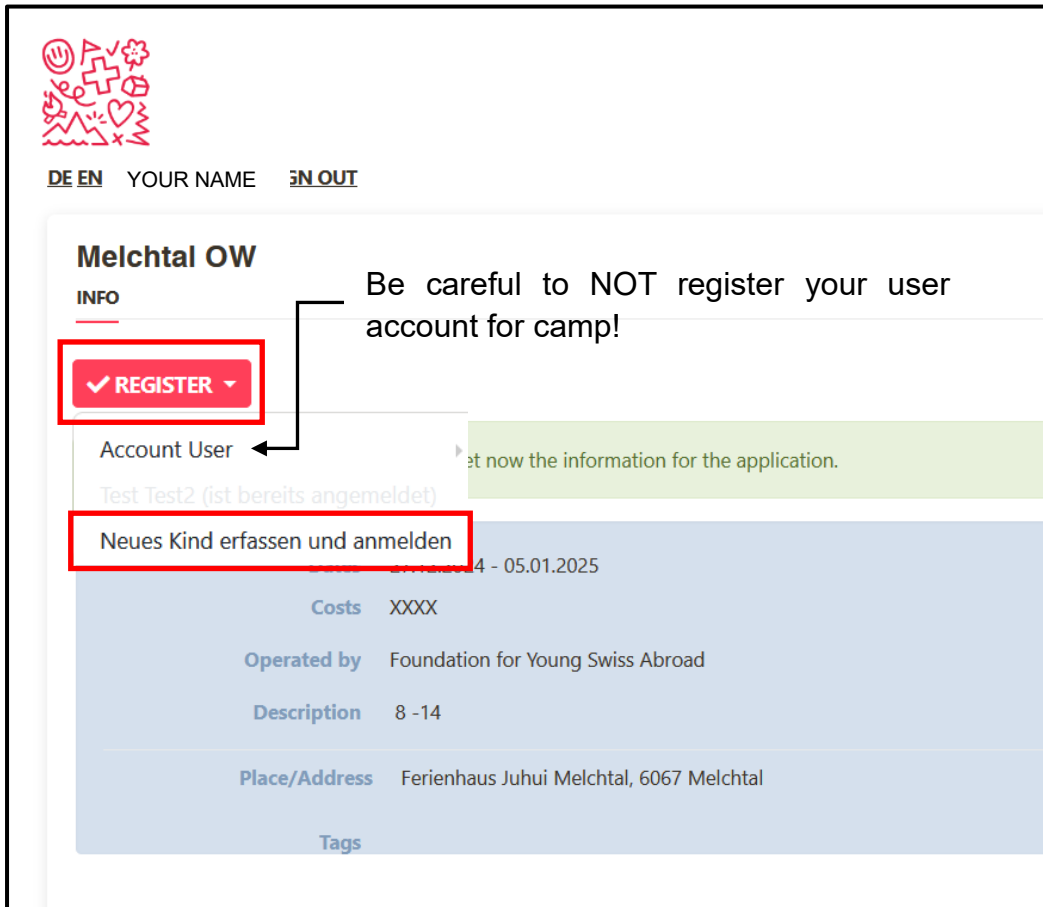 DE EN YOUR NAME GN OUT
Melchtal OW
INFO
Be careful to NOT register your user
account for camp!
REGISTER
Account User
et now the information for the application.
Test Test2 (ist bereits angemeldet)
Neues Kind erfassen und anmelden
4 - 05.01.2025
Costs XXXX
Operated by Foundation for Young Swiss Abroad
Description 8 -14
Place/Address Ferienhaus Juhui Melchtal, 6067 Melchtal
Tags